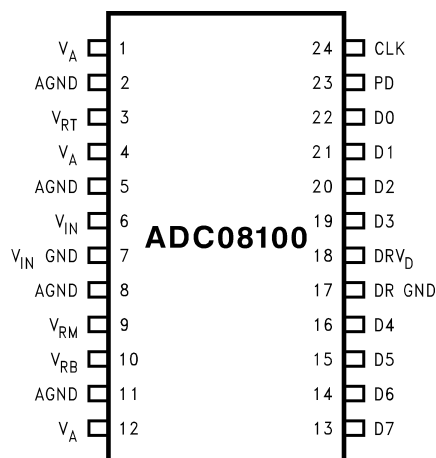 V_A 1 24 CLK
AGND 2 23 PD
V_RT 3 22 D0
V_A 4 21 D1
AGND 5 20 D2
V_IN 6 19 D3
ADC08100
V_IN GND 7 18 DRV_D
AGND 8 17 DR GND
V_RM 9 16 D4
V_RB 10 15 D5
AGND 11 14 D6
V_A 12 13 D7